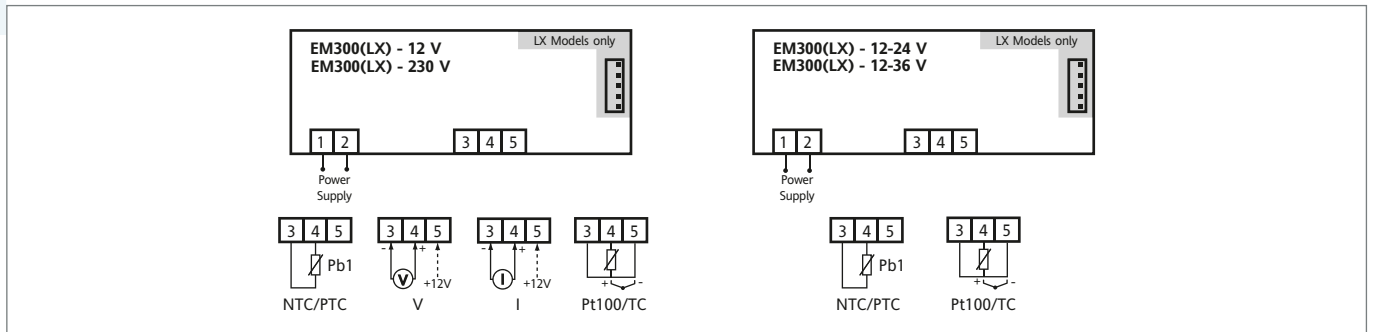 EM300(LX) - 12 V
EM300(LX) - 230 V
LX Models only
1 2
3 4 5
Power
Supply
3 4 5
Pb1
NTC/PTC
3 4 5
- +
V
+12V
V
3 4 5
- +
I
+12V
I
3 4 5
+ -
Pt100/TC
EM300(LX) - 12-24 V
EM300(LX) - 12-36 V
LX Models only
1 2
3 4 5
Power
Supply
3 4 5
Pb1
NTC/PTC
3 4 5
+ -
Pt100/TC